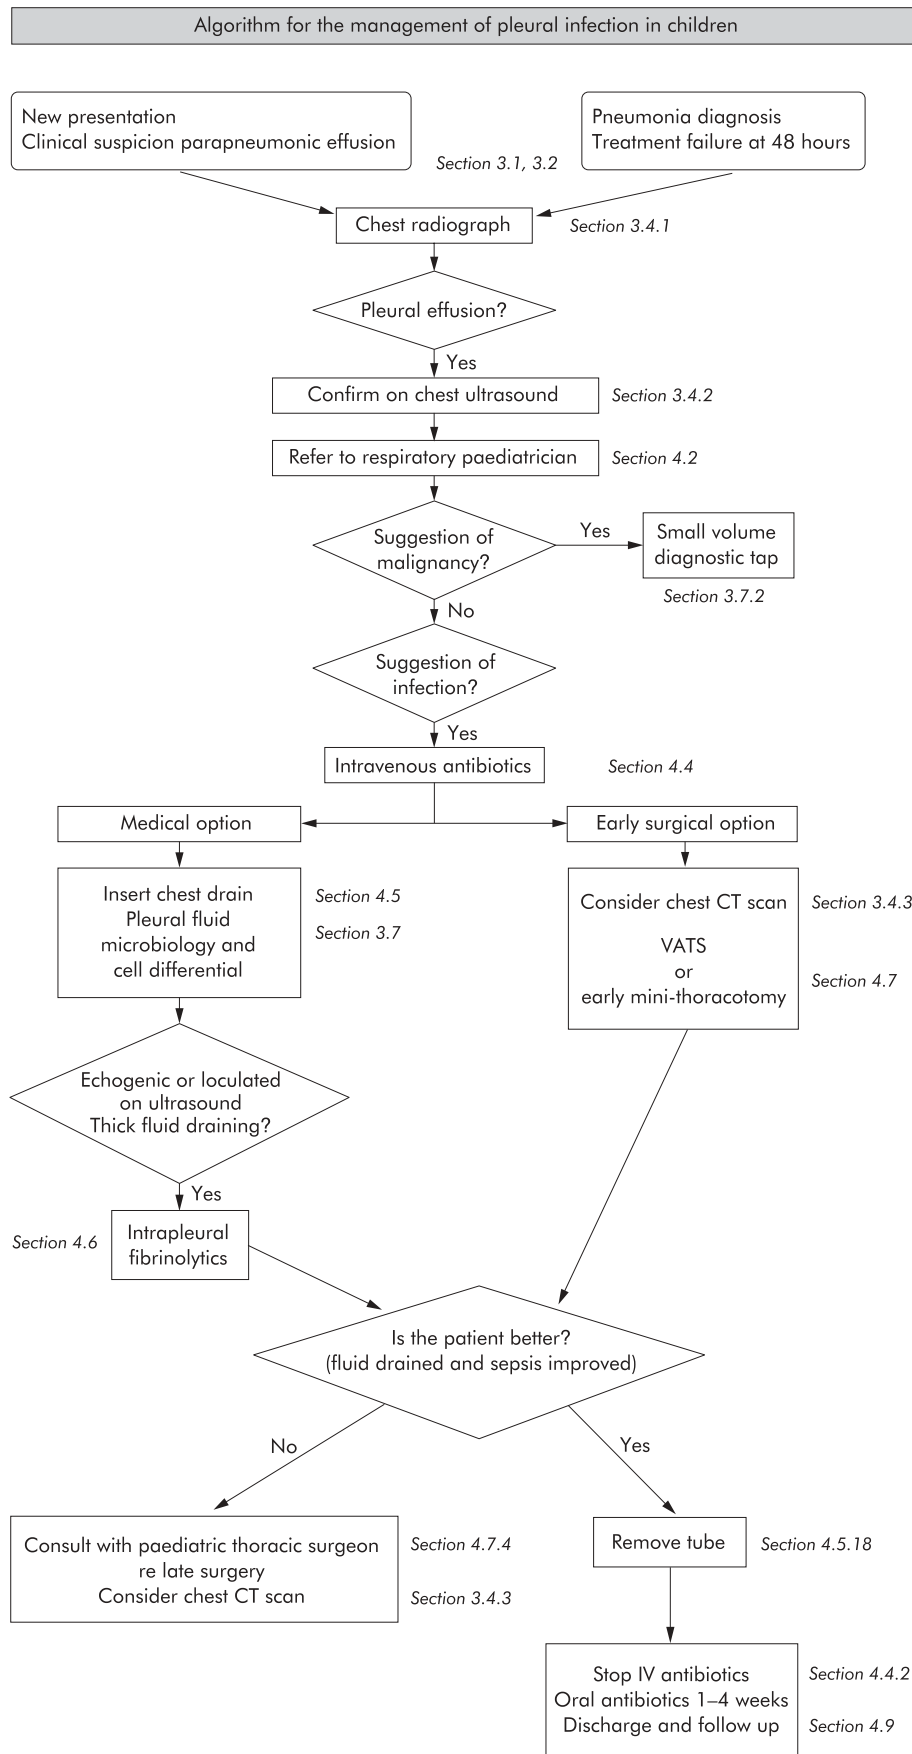 Algorithm for the management of pleural infection in children
New presentation
Clinical suspicion parapneumonic effusion
Pneumonia diagnosis
Treatment failure at 48 hours
Section 3.1, 3.2
Chest radiograph
Section 3.4.1
Pleural effusion?
Yes
Confirm on chest ultrasound
Section 3.4.2
Refer to respiratory paediatrician
Section 4.2
Suggestion of
malignancy?
Yes
Small volume
diagnostic tap
Section 3.7.2
No
Suggestion of
infection?
Yes
Intravenous antibiotics
Section 4.4
Medical option
Early surgical option
Insert chest drain
Pleural fluid
microbiology and
cell differential
Section 4.5
Section 3.7
Consider chest CT scan
VATS
or
early mini-thoracotomy
Section 3.4.3
Section 4.7
Echogenic or loculated
on ultrasound
Thick fluid draining?
Yes
Section 4.6
Intrapleural
fibrinolytics
Is the patient better?
(fluid drained and sepsis improved)
No
Yes
Consult with paediatric thoracic surgeon
re late surgery
Consider chest CT scan
Section 4.7.4
Section 3.4.3
Remove tube
Section 4.5.18
Stop IV antibiotics
Oral antibiotics 1–4 weeks
Discharge and follow up
Section 4.4.2
Section 4.9